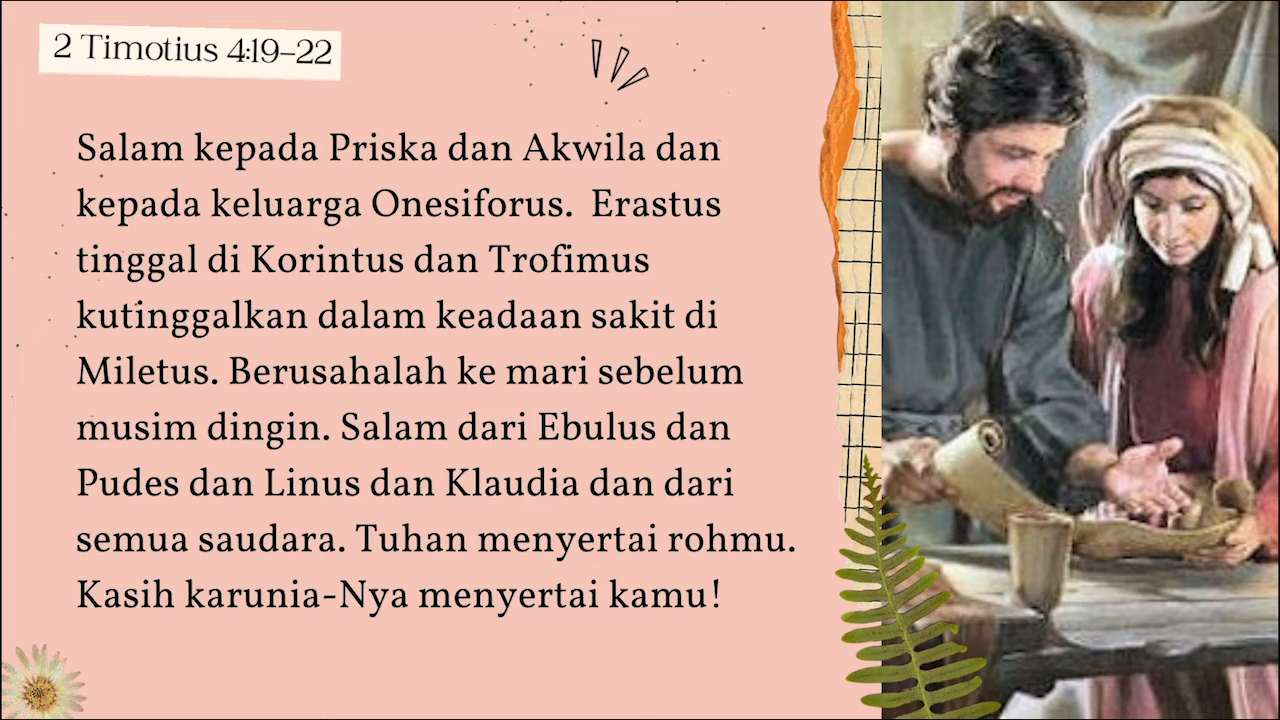 2 Timotius 4:19–22
Salam kepada Priska dan Akwila dan
kepada keluarga Onesiforus.  Erastus
tinggal di Korintus dan Trofimus
kutinggalkan dalam keadaan sakit di
Miletus. Berusahalah ke mari sebelum
musim dingin. Salam dari Ebulus dan
Pudes dan Linus dan Klaudia dan dari
semua saudara. Tuhan menyertai rohmu.
Kasih karunia-Nya menyertai kamu!